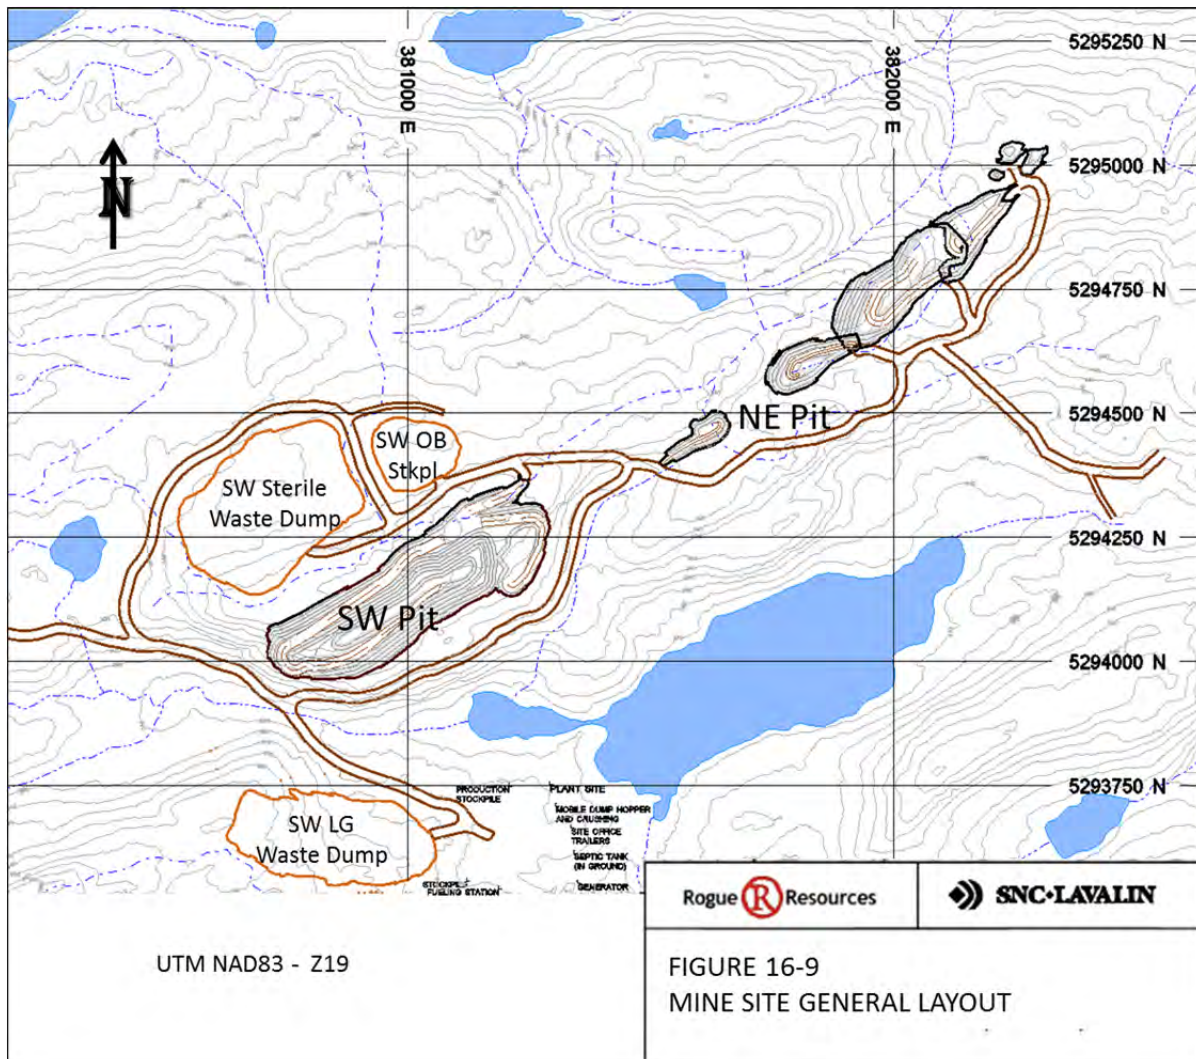 5295250 N
381000 E
382000 E
N
5295000 N
5294750 N
NE Pit
5294500 N
SW OB
Stkpl
SW Sterile
Waste Dump
5294250 N
SW Pit
5294000 N
5293750 N
PRODUCTION
STOCKPILE
PLANT SITE
MOBILE DUMP HOPPER
AND CRUSHING
SITE OFFICE
TRAILERS
SEPTIC TANK
(IN GROUND)
GENERATOR
SW LG
Waste Dump
FUELING STATION
Rogue R Resources
SNC•LAVALIN
UTM NAD83 - Z19
FIGURE 16-9
MINE SITE GENERAL LAYOUT